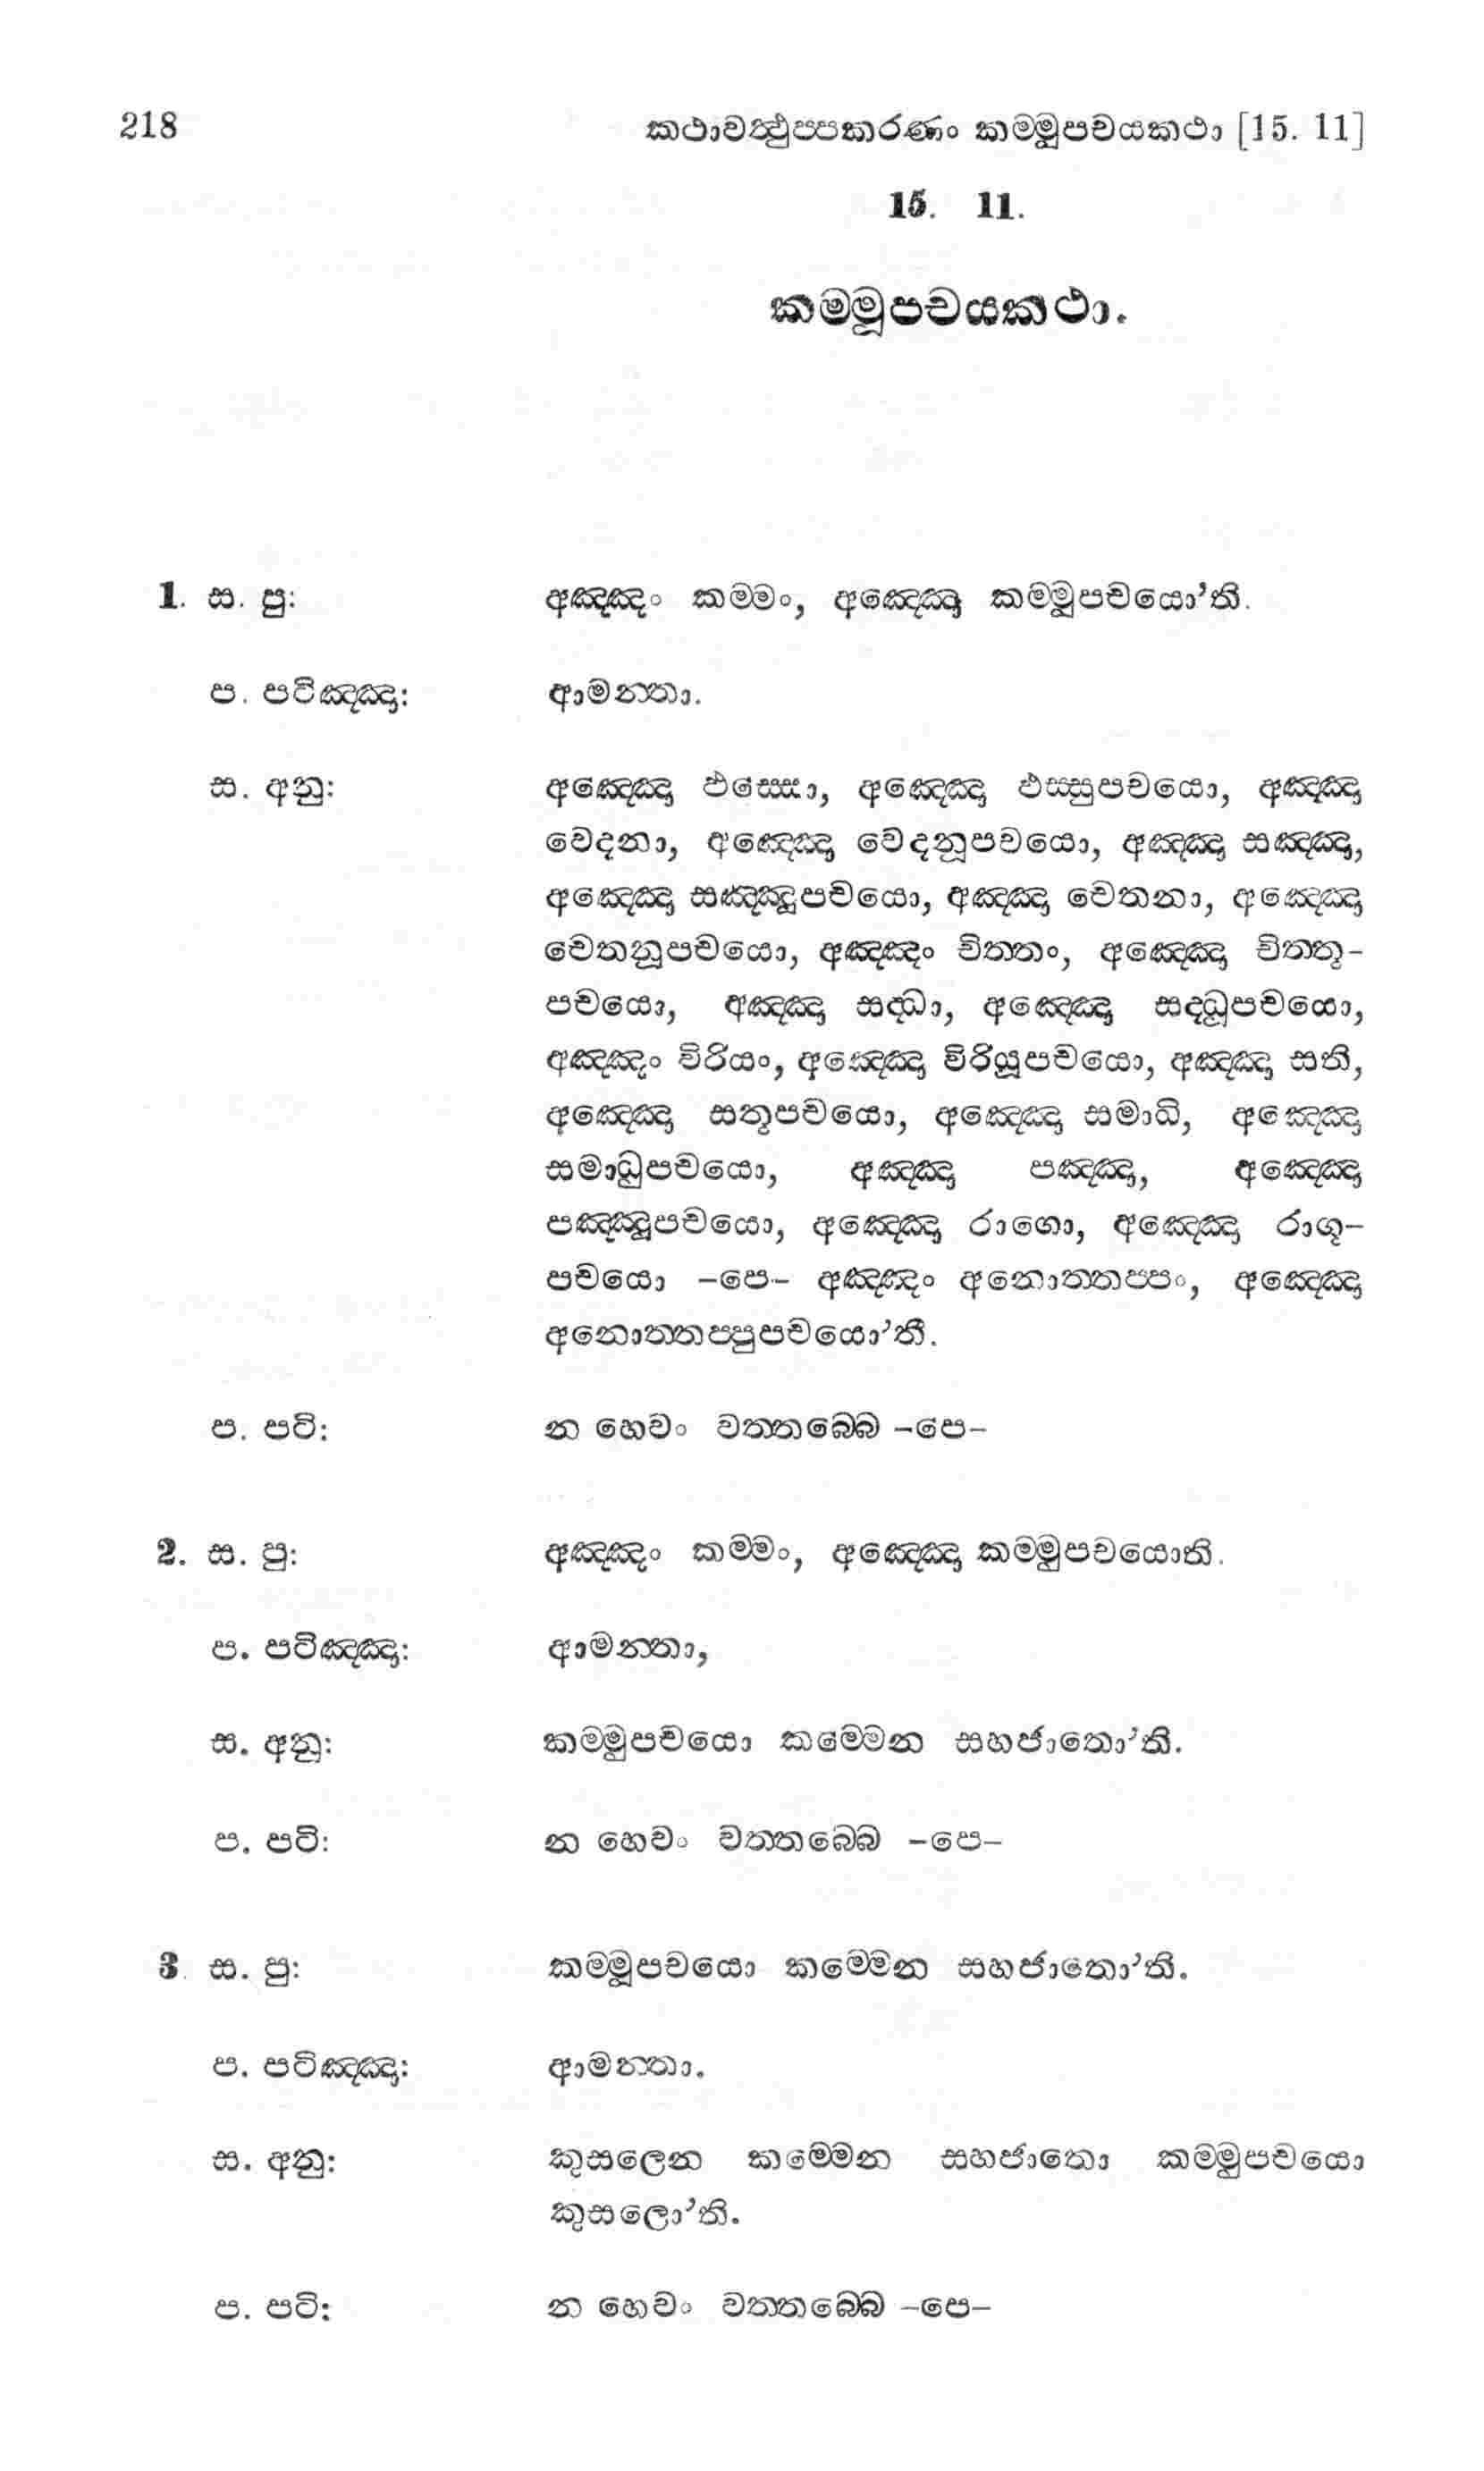 218 කථාවත්‍ථුප්පකරණං කම්මුපචයකථා [15. 11]
15. 11.
කම්මූපචයකථා.
1. ස. පු: අඤ්ඤං කම්මං, අඤ්ඤො කම්මුපචයො’ති.
ප. පටිඤ්ඤා: ආමන්තා.
ස. අනු: අඤ්ඤො ඵස්සො, අඤ්ඤො ඵස්සුපචයො, අඤ්ඤා
වෙදනා, අඤ්ඤො වෙදනූපචයො, අඤ්ඤා සඤ්ඤා,
අඤ්ඤො සඤ්ඤූපචයො, අඤ්ඤා චෙතනා, අඤ්ඤො
චෙතනූපචයො, අඤ්ඤං චිත්තං, අඤ්ඤො චිත්තූ-
පචයො, අඤ්ඤා සද්ධා, අඤ්ඤො සද්ධූපචයො,
අඤ්ඤං විරියං, අඤ්ඤො විරියූපචයො, අඤ්ඤා සති,
අඤ්ඤො සතූපචයො, අඤ්ඤො සමාධි, අඤ්ඤො
සමාධුපචයො, අඤ්ඤා පඤ්ඤා, අඤ්ඤො
පඤ්ඤූපචයො, අඤ්ඤො රාගො, අඤ්ඤො රාගූ-
පචයො –පෙ– අඤ්ඤං අනොත්තප්පං, අඤ්ඤො
අනොත්තප්පුපචයො’ති.
ප. පටි: න හෙවං වත්තබ්බෙ –පෙ–
2. ස. පු: අඤ්ඤං කම්මං, අඤ්ඤො කම්මුපචයොති.
ප. පටිඤ්ඤා: ආමන්තා,
ස. අනු: කම්මුපචයො කම්මෙන සහජාතො’ති.
ප. පටි: න හෙවං වත්තබ්බෙ –පෙ–
3. ස. පු: කම්මූපචයො කම්මෙන සහජාතො’ති.
ප. පටිඤ්ඤා: ආමන්තා.
ස. අනු: කුසලෙන කම්මෙන සහජාතො කම්මුපචයො
කුසලො’ති.
ප. පටි: න හෙවං වත්තබ්බෙ –පෙ–